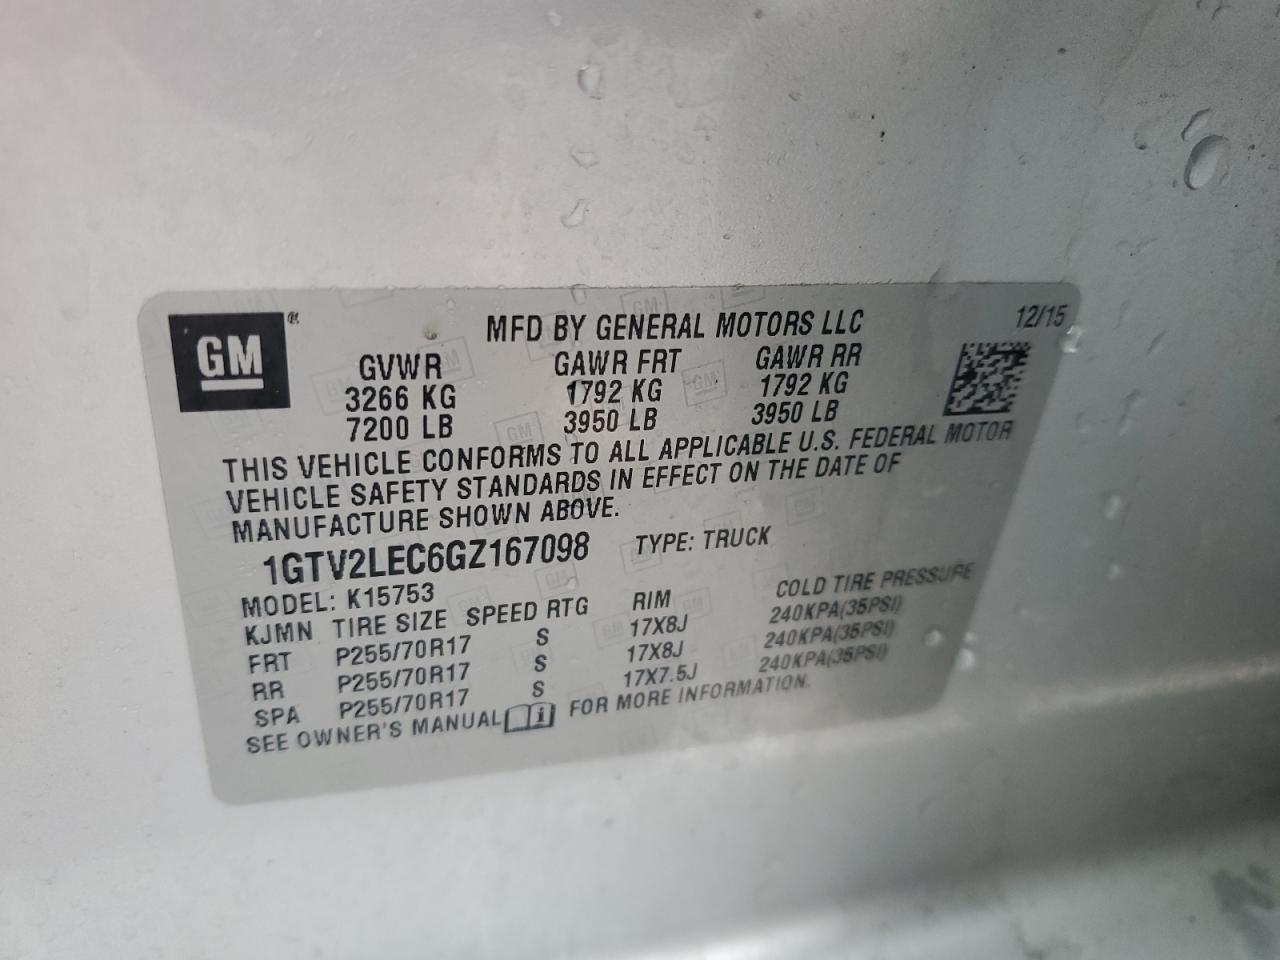 GM ®
MFD BY GENERAL MOTORS LLC 12/15
GVWR GAWR FRT GAWR RR
3266 KG 1792 KG 1792 KG
7200 LB 3950 LB 3950 LB
THIS VEHICLE CONFORMS TO ALL APPLICABLE U.S. FEDERAL MOTOR
VEHICLE SAFETY STANDARDS IN EFFECT ON THE DATE OF
MANUFACTURE SHOWN ABOVE.
1GTV2LEC6GZ167098 TYPE: TRUCK
MODEL: K15753
KJMN TIRE SIZE SPEED RTG RIM COLD TIRE PRESSURE
FRT P255/70R17 S 17X8J 240KPA(35PSI)
RR P255/70R17 S 17X8J 240KPA(35PSI)
SPA P255/70R17 S 17X7.5J 240KPA(35PSI)
SEE OWNER'S MANUAL FOR MORE INFORMATION.